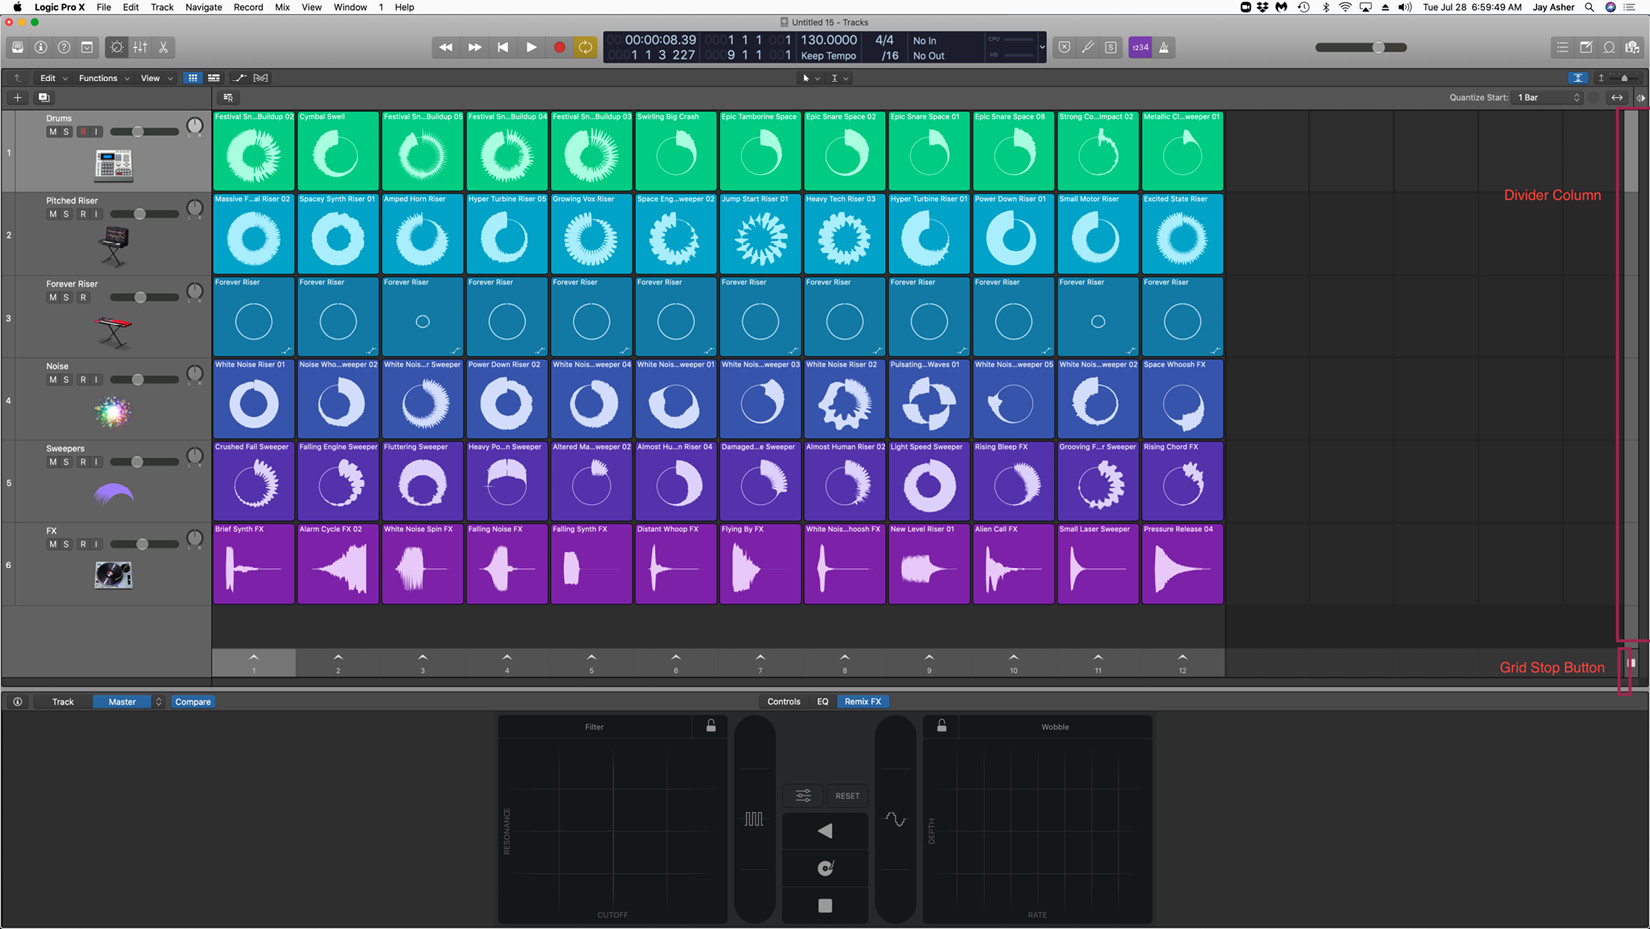 Logic Pro X File Edit Track Navigate Record Mix View Window 1 Help
Tue Jul 28 6:59:49 AM Jay Asher
Untitled 15 - Tracks
00:00:08.39 1 1 1 130.0000 4/4 No In CPU
1 1 3 227 9 1 1 Keep Tempo /16 No Out HD
1234
Edit Functions View
Quantize Start: 1 Bar
Drums
M S R I
1
Festival Sn...Buildup 02 Cymbal Swell Festival Sn...Buildup 05 Festival Sn...Buildup 04 Festival Sn...Buildup 03 Swirling Big Crash Epic Tamborine Space Epic Snare Space 02 Epic Snare Space 01 Epic Snare Space 08 Strong Co...Impact 02 Metallic Cl...weeper 01
Divider Column
Pitched Riser
M S R I
2
Massive F...al Riser 02 Spacey Synth Riser 01 Amped Horn Riser Hyper Turbine Riser 05 Growing Vox Riser Space Eng...weeper 02 Jump Start Riser 01 Heavy Tech Riser 03 Hyper Turbine Riser 01 Power Down Riser 01 Small Motor Riser Excited State Riser
Forever Riser
M S R
3
Forever Riser Forever Riser Forever Riser Forever Riser Forever Riser Forever Riser Forever Riser Forever Riser Forever Riser Forever Riser Forever Riser Forever Riser
Noise
M S R I
4
White Noise Riser 01 Noise Who...weeper 02 White Nois...r Sweeper Power Down Riser 02 White Nois...weeper 04 White Nois...weeper 01 White Nois...weeper 03 White Noise Riser 02 Pulsating...Waves 01 White Nois...weeper 05 White Nois...weeper 02 Space Whoosh FX
Sweepers
M S R I
5
Crushed Fall Sweeper Falling Engine Sweeper Fluttering Sweeper Heavy Po...n Sweeper Altered Ma...weeper 02 Almost Hu...n Riser 04 Damaged...e Sweeper Almost Human Riser 02 Light Speed Sweeper Rising Bleep FX Grooving F...r Sweeper Rising Chord FX
FX
M S R I
6
Brief Synth FX Alarm Cycle FX 02 White Noise Spin FX Falling Noise FX Falling Synth FX Distant Whoop FX Flying By FX White Nois...hoosh FX New Level Riser 01 Alien Call FX Small Laser Sweeper Pressure Release 04
1 2 3 4 5 6 7 8 9 10 11 12
Grid Stop Button
Track Master Compare
Controls EQ Remix FX
Filter
Wobble
RESET
RESONANCE
DEPTH
CUTOFF
RATE